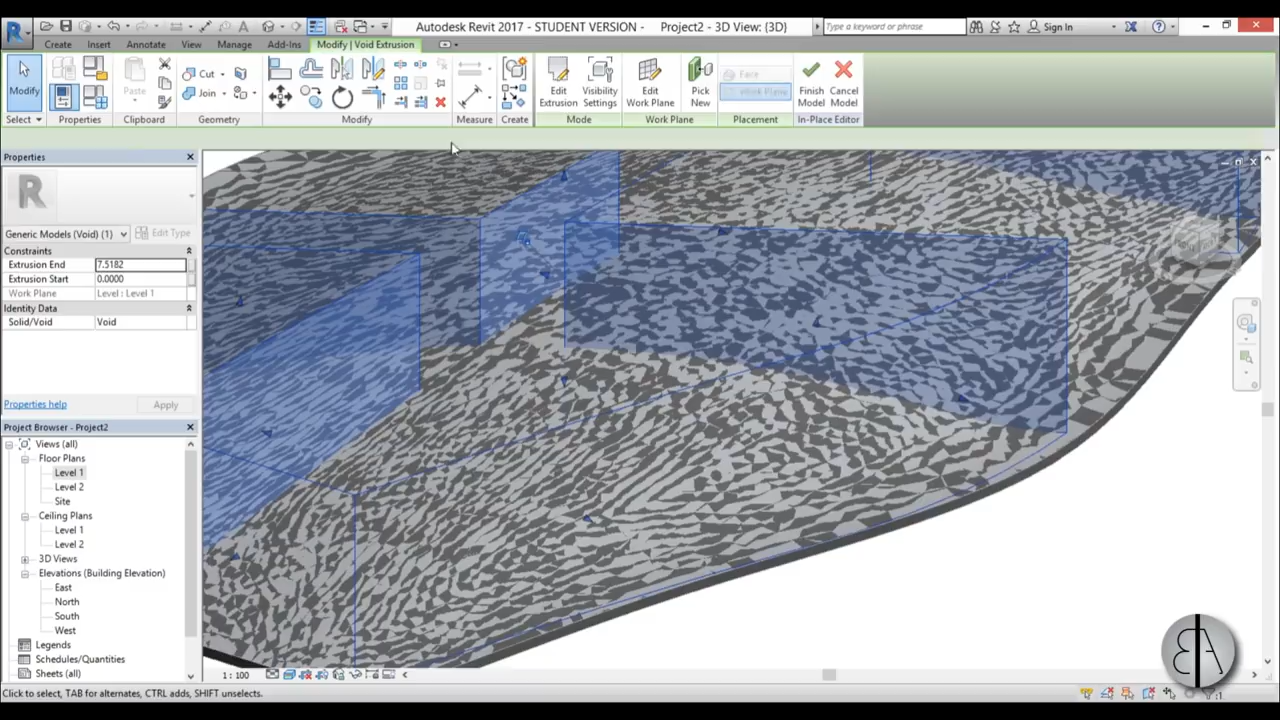 Autodesk Revit 2017 - STUDENT VERSION - Project2 - 3D View: {3D}
Type a keyword or phrase
Sign In
Create Insert Annotate View Manage Add-Ins Modify | Void Extrusion
Modify
Paste
Cut
Join
Edit Extrusion
Visibility Settings
Edit Work Plane
Pick New
Face
Work Plane
Finish Model
Cancel Model
Select Properties Clipboard Geometry Modify Measure Create Mode Work Plane Placement In-Place Editor
Properties
R
Generic Models (Void) (1)
Edit Type
Constraints
Extrusion End 7.5182
Extrusion Start 0.0000
Work Plane Level : Level 1
Identity Data
Solid/Void Void
Properties help
Apply
Project Browser - Project2
Views (all)
Floor Plans
Level 1
Level 2
Site
Ceiling Plans
Level 1
Level 2
3D Views
Elevations (Building Elevation)
East
North
South
West
Legends
Schedules/Quantities
Sheets (all)
1 : 100
Click to select, TAB for alternates, CTRL adds, SHIFT unselects.
:1